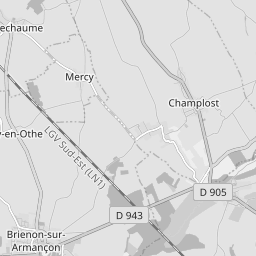 echaume
Mercy
Champlost
y-en-Othe
LGV Sud-Est (LN1)
D 905
D 943
Brienon-sur-
Armançon